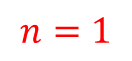 n = 1